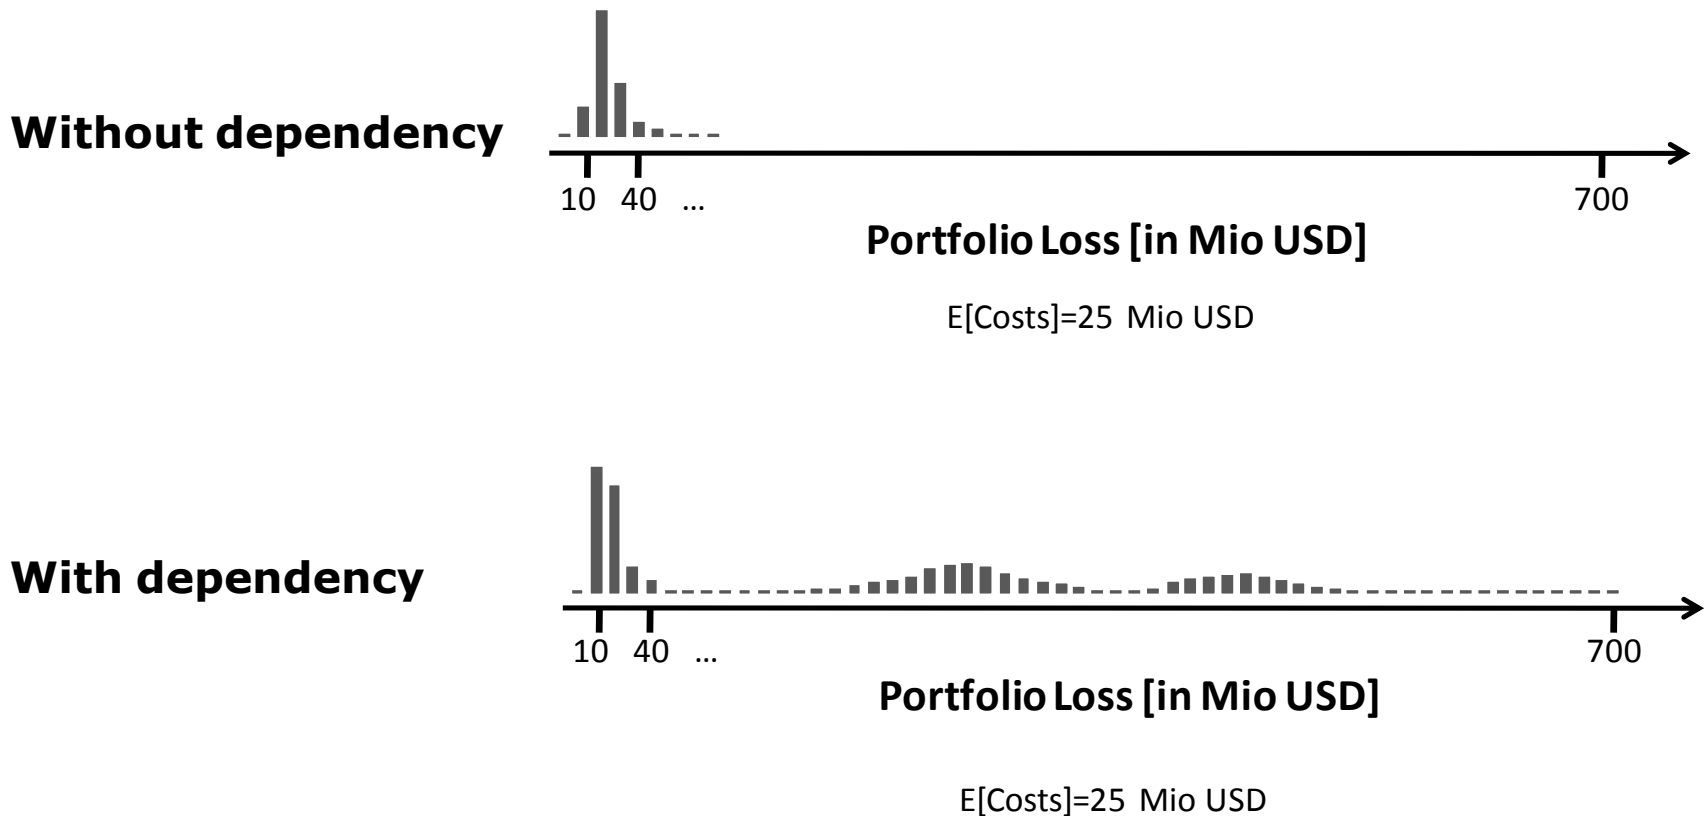 Without dependency
10 40 ... 700
Portfolio Loss [in Mio USD]
E[Costs]=25 Mio USD
With dependency
10 40 ... 700
Portfolio Loss [in Mio USD]
E[Costs]=25 Mio USD